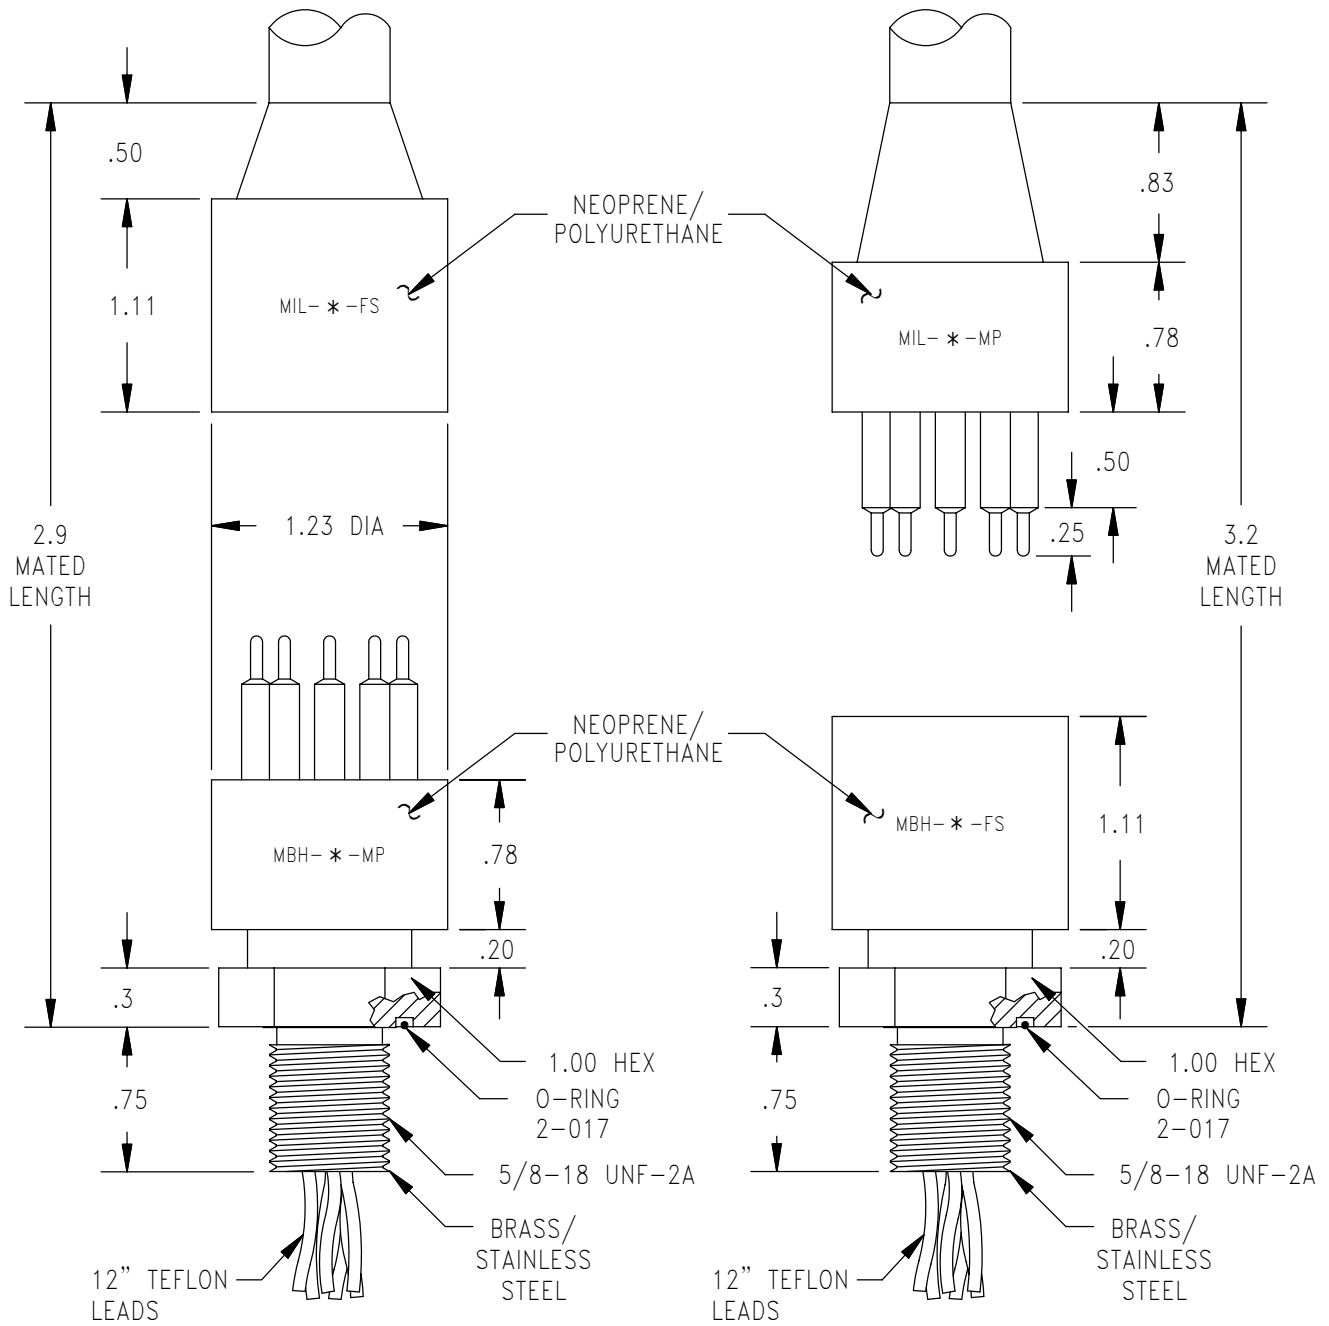 .50
.83
NEOPRENE/
POLYURETHANE
1.11
MIL-*-FS
MIL-*-MP
.78
.50
2.9
MATED
LENGTH
1.23 DIA
.25
3.2
MATED
LENGTH
NEOPRENE/
POLYURETHANE
MBH-*-MP
.78
MBH-*-FS
1.11
.20
.20
.3
.3
.75
1.00 HEX
O-RING
2-017
5/8-18 UNF-2A
BRASS/
STAINLESS
STEEL
12" TEFLON
LEADS
.75
1.00 HEX
O-RING
2-017
5/8-18 UNF-2A
BRASS/
STAINLESS
STEEL
12" TEFLON
LEADS